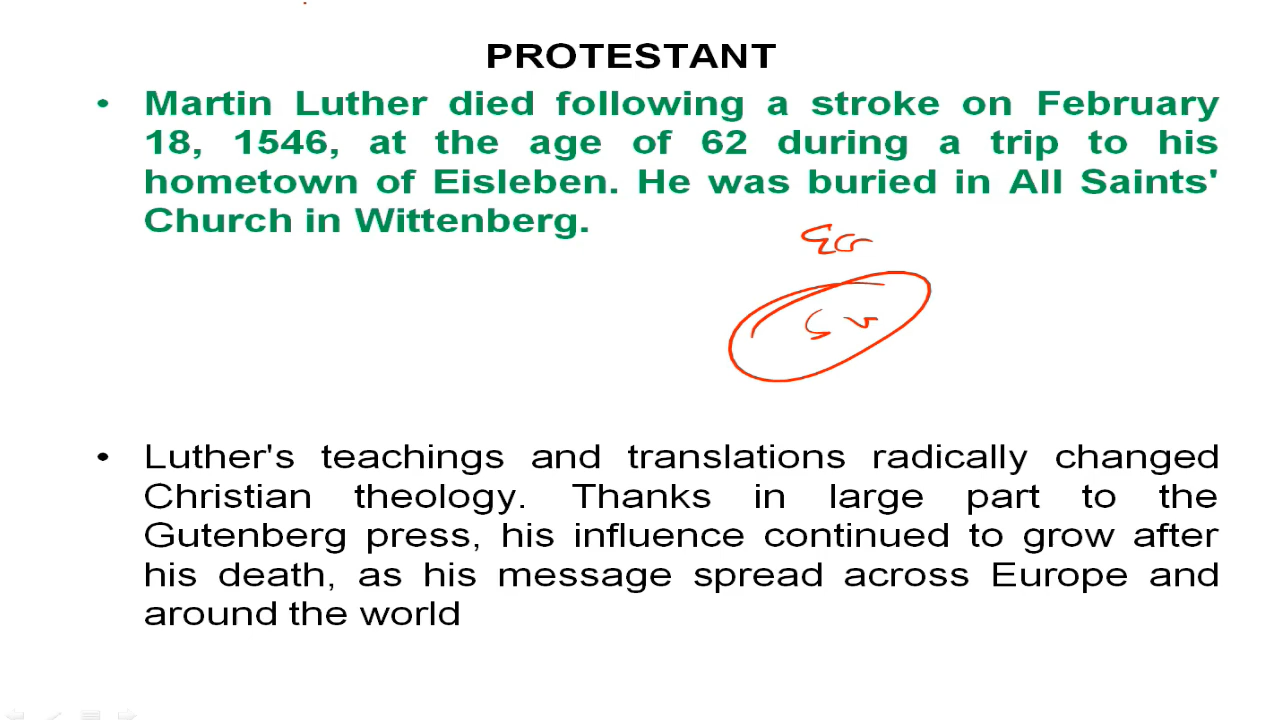 PROTESTANT
• Martin Luther died following a stroke on February
18, 1546, at the age of 62 during a trip to his
hometown of Eisleben. He was buried in All Saints'
Church in Wittenberg.
• Luther's teachings and translations radically changed
Christian theology. Thanks in large part to the
Gutenberg press, his influence continued to grow after
his death, as his message spread across Europe and
around the world